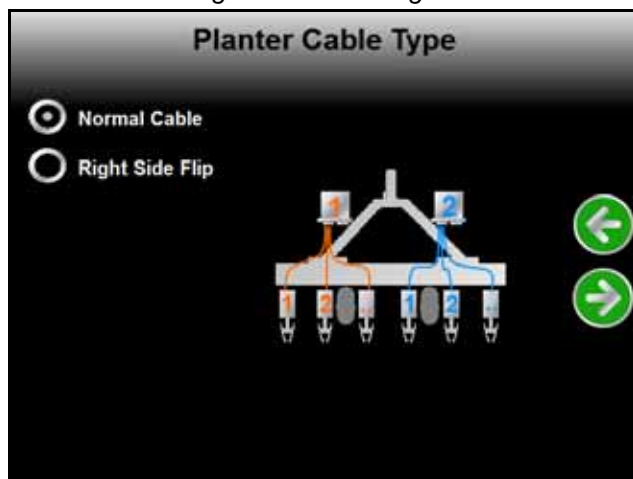 Planter Cable Type
Normal Cable
Right Side Flip
1 2
1 2 .. 1 2 ..